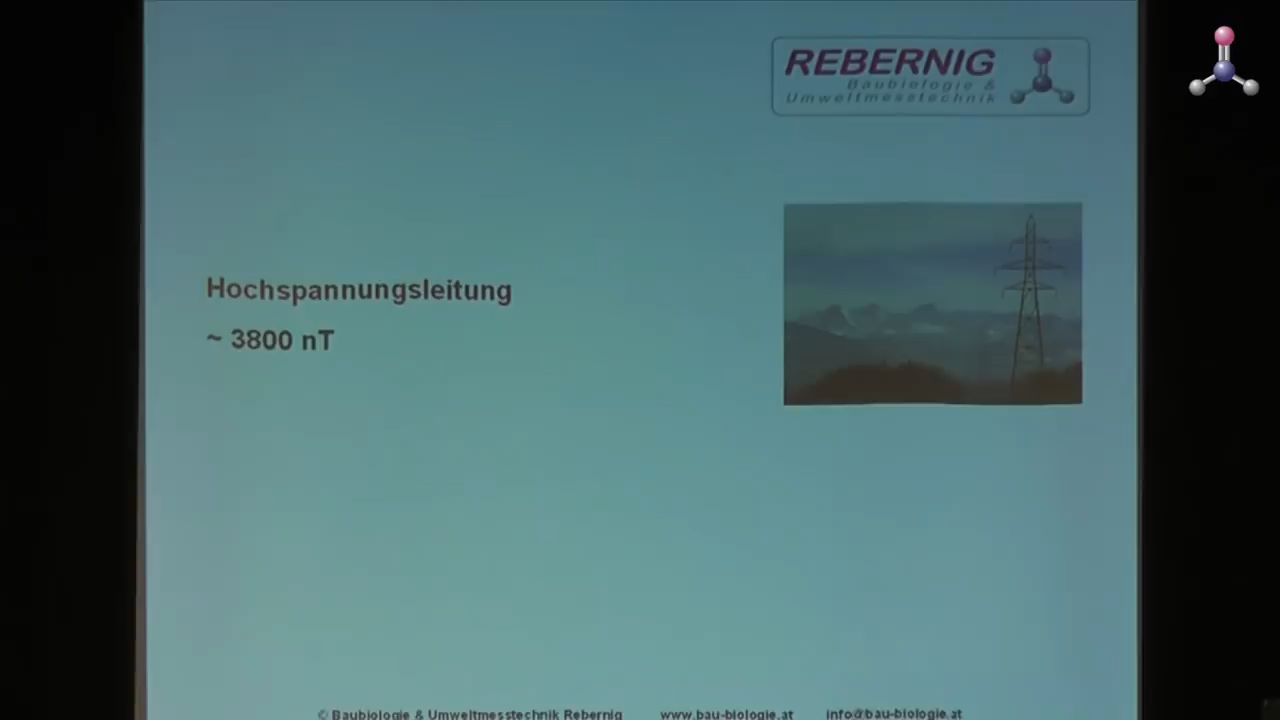 REBERNIG
Baubiologie &
Umweltmesstechnik
Hochspannungsleitung
~ 3800 nT
© Baubiologie & Umweltmesstechnik Rebernig www.bau-biologie.at info@bau-biologie.at